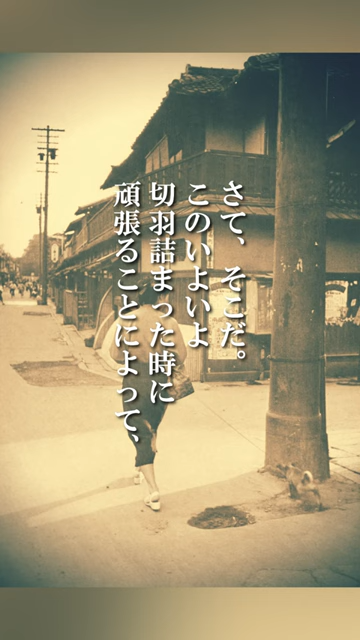 さて、そこだ。
このいよいよ
切羽詰まった時に
頑張ることによって、